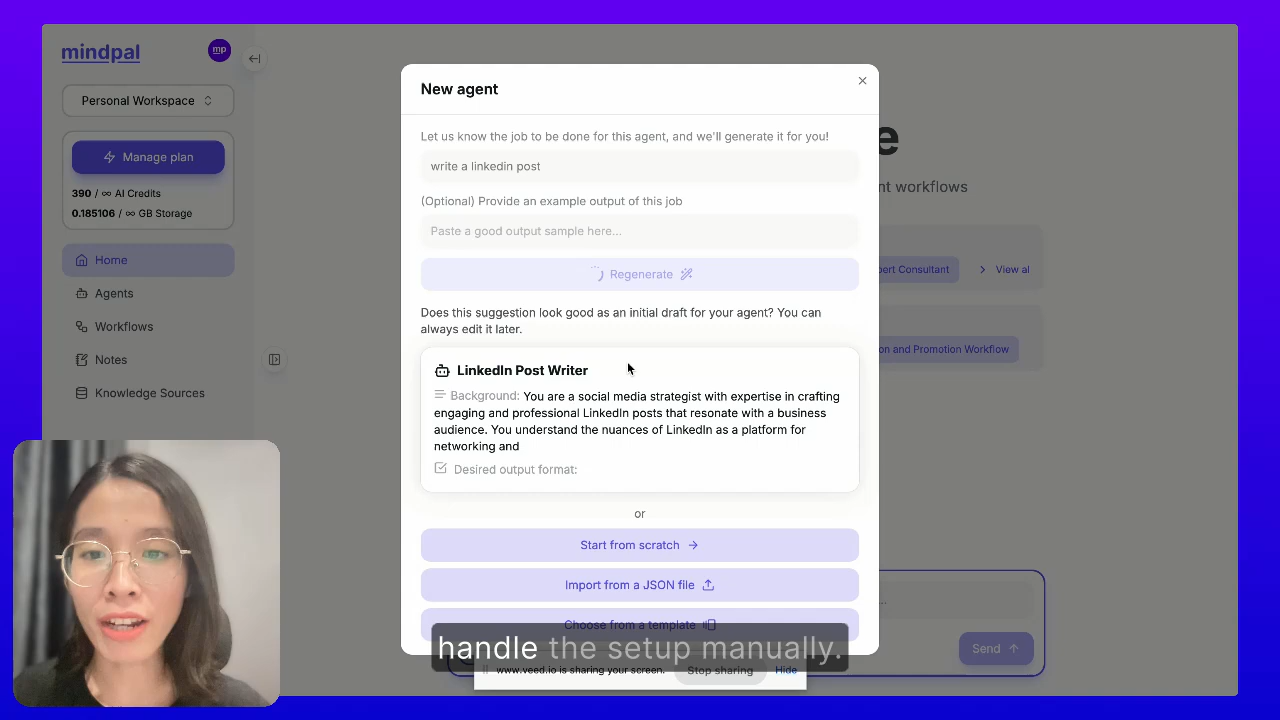 mindpal
mp
Personal Workspace
Manage plan
390 / ∞ AI Credits
0.185106 / ∞ GB Storage
Home
Agents
Workflows
Notes
Knowledge Sources
New agent
Let us know the job to be done for this agent, and we'll generate it for you!
write a linkedin post
(Optional) Provide an example output of this job
Paste a good output sample here...
Regenerate
Does this suggestion look good as an initial draft for your agent? You can
always edit it later.
LinkedIn Post Writer
Background: You are a social media strategist with expertise in crafting
engaging and professional LinkedIn posts that resonate with a business
audience. You understand the nuances of LinkedIn as a platform for
networking and
Desired output format:
or
Start from scratch
Import from a JSON file
Choose from a template
e
nt workflows
pert Consultant
View al
on and Promotion Workflow
Send
handle the setup manually.
www.veed.io is sharing your screen.
Stop sharing
Hide